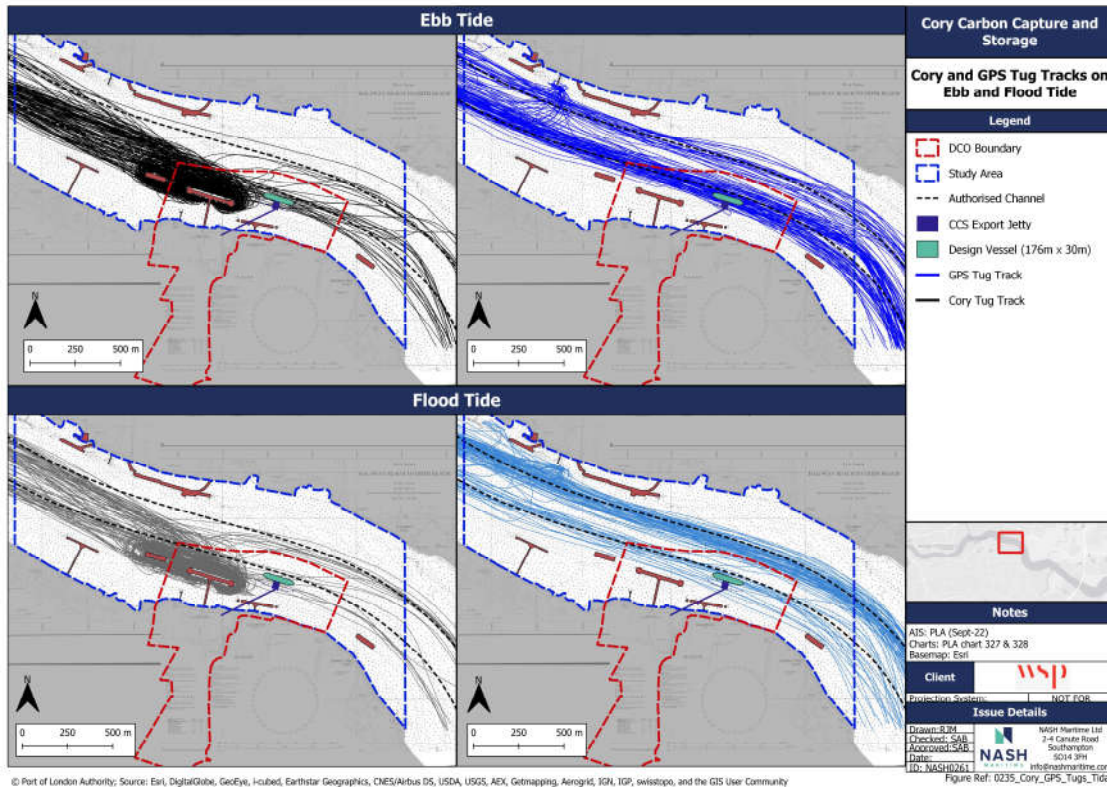 Ebb Tide
Flood Tide
N
0 250 500 m
N
0 250 500 m
N
0 250 500 m
N
0 250 500 m
Cory Carbon Capture and
Storage
Cory and GPS Tug Tracks on
Ebb and Flood Tide
Legend
DCO Boundary
Study Area
Authorised Channel
CCS Export Jetty
Design Vessel (176m x 30m)
GPS Tug Track
Cory Tug Track
Notes
AIS: PLA (Sept-22)
Charts: PLA chart 327 & 328
Basemap: Esri
Client
wsp
Projection System:
NOT FOR
Issue Details
Drawn:RJM
Checked: SAB
Approved:SAB
Date:
ID: NASH0261
NASH
MARITIME
NASH Maritime Ltd
2-4 Canute Road
Southampton
SO14 3FH
info@nashmaritime.com
Figure Ref: 0235_Cory_GPS_Tugs_Tida
© Port of London Authority; Source: Esri, DigitalGlobe, GeoEye, i-cubed, Earthstar Geographics, CNES/Airbus DS, USDA, USGS, AEX, Getmapping, Aerogrid, IGN, IGP, swisstopo, and the GIS User Community